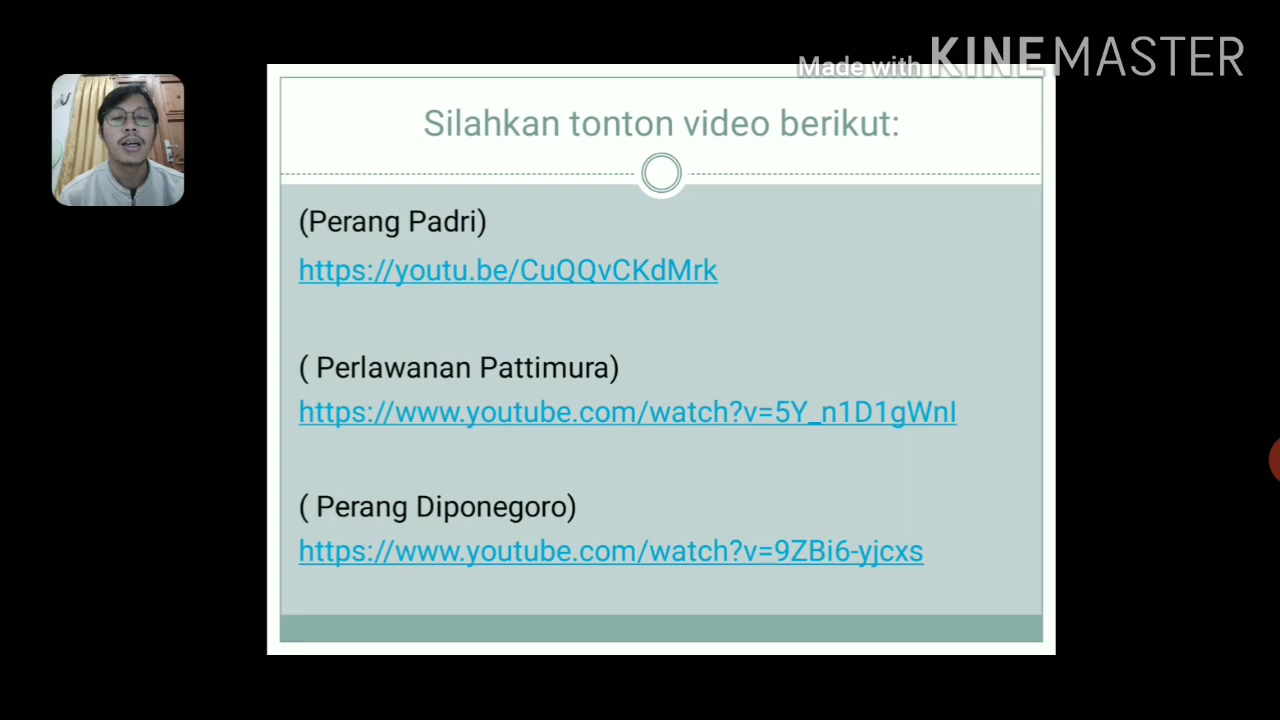 Made with KINEMASTER
Silahkan tonton video berikut:
(Perang Padri)
https://youtu.be/CuQQvCKdMrk
( Perlawanan Pattimura)
https://www.youtube.com/watch?v=5Y_n1D1gWnI
( Perang Diponegoro)
https://www.youtube.com/watch?v=9ZBi6-yjcxs